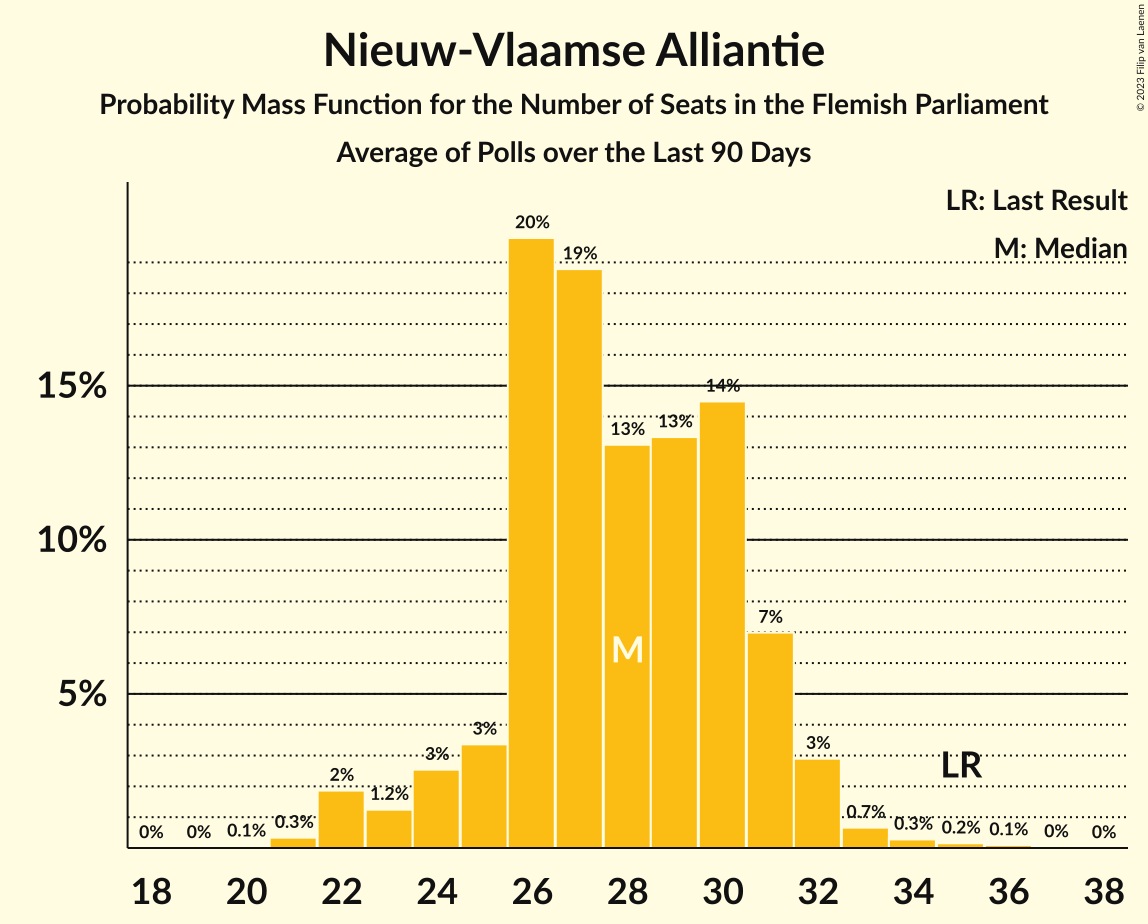 Nieuw-Vlaamse Alliantie
Probability Mass Function for the Number of Seats in the Flemish Parliament
Average of Polls over the Last 90 Days
© 2023 Filip van Laenen
LR: Last Result
M: Median
15%
10%
5%
0%
0%
0.1%
0.3%
2%
1.2%
3%
3%
20%
19%
13%
13%
14%
7%
3%
0.7%
0.3%
0.2%
0.1%
0%
0%
M
LR
18 20 22 24 26 28 30 32 34 36 38